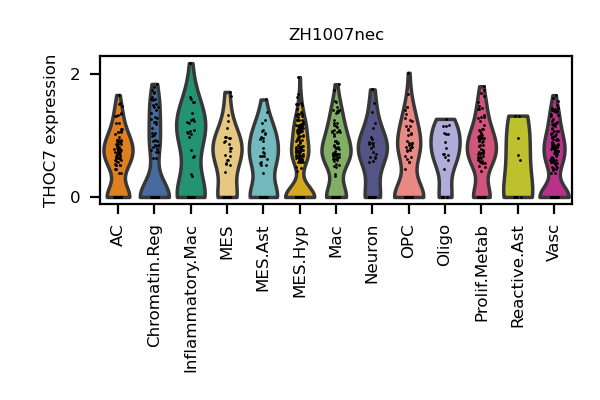 ZH1007nec
THOC7 expression
2
0
AC
Chromatin.Reg
Inflammatory.Mac
MES
MES.Ast
MES.Hyp
Mac
Neuron
OPC
Oligo
Prolif.Metab
Reactive.Ast
Vasc